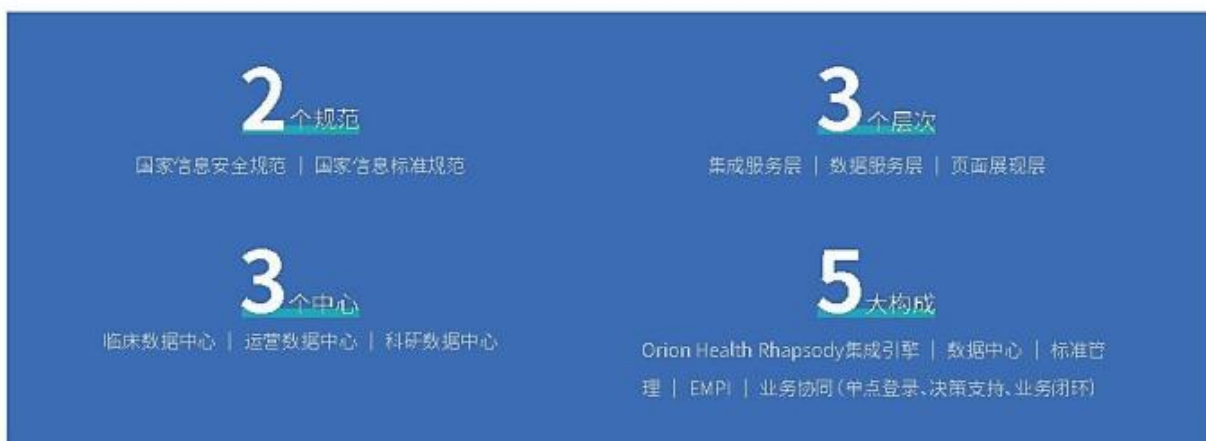 2个规范
国家信息安全规范 | 国家信息标准规范
3个层次
集成服务层 | 数据服务层 | 页面展现层
3个中心
临床数据中心 | 运营数据中心 | 科研数据中心
5大构成
Orion Health Rhapsody集成引擎 | 数据中心 | 标准管
理 | EMPI | 业务协同(单点登录、决策支持、业务闭环)